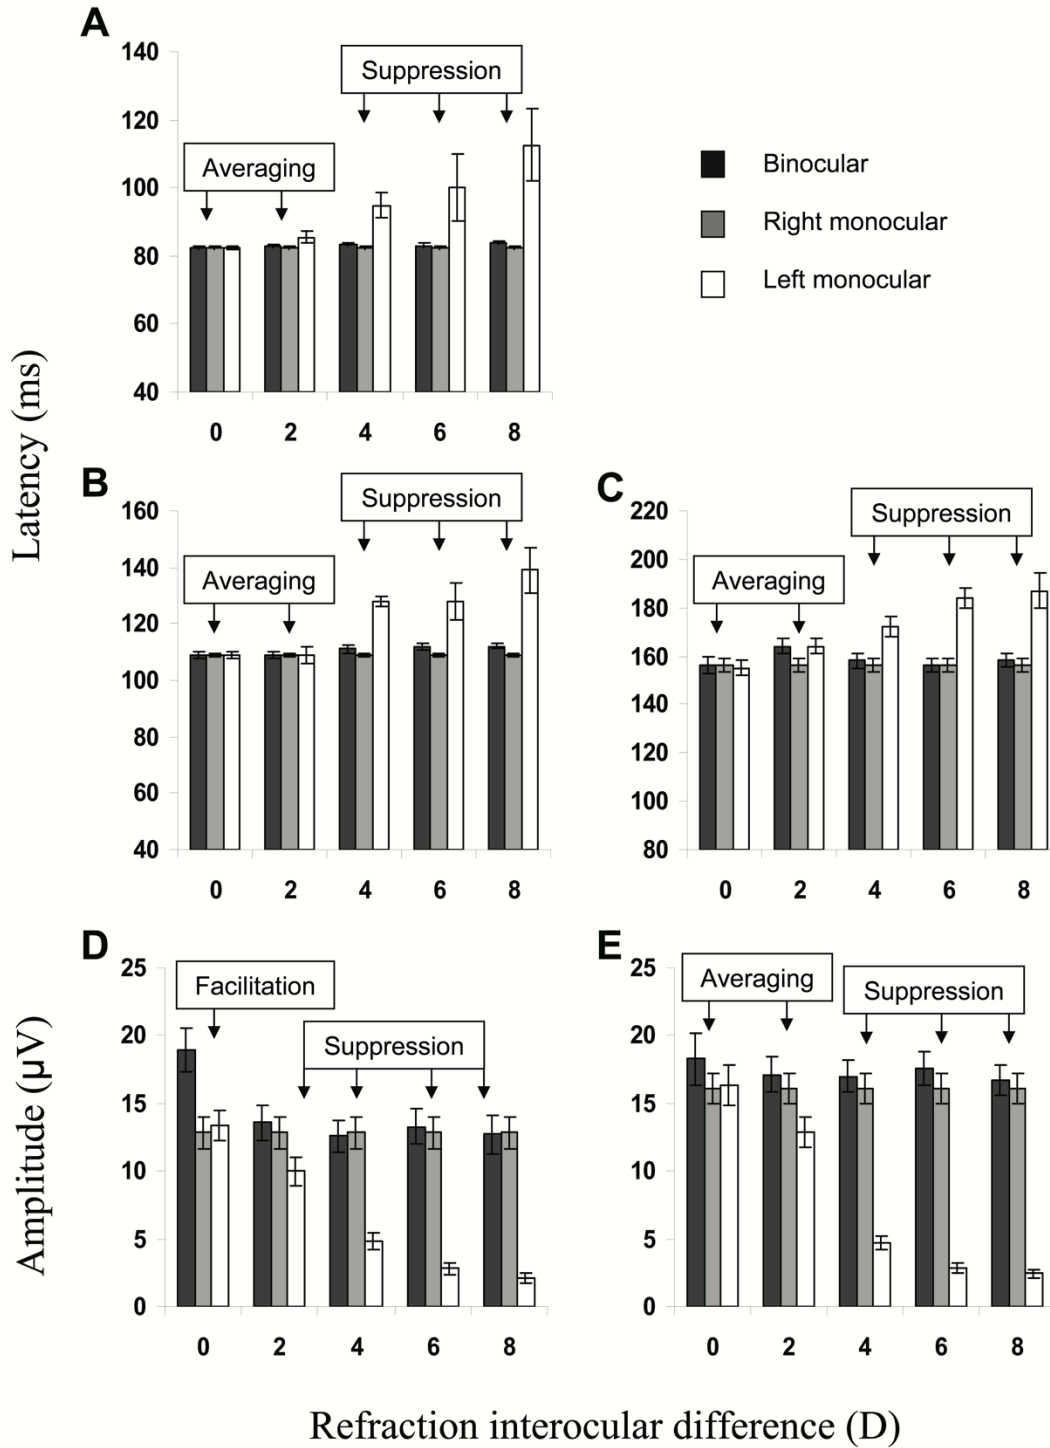 A
140
120
100
80
60
40
Averaging
Suppression
0 2 4 6 8
Binocular
Right monocular
Left monocular
Latency (ms)
B
160
140
120
100
80
60
40
Averaging
Suppression
0 2 4 6 8
C
220
200
180
160
140
120
100
80
Averaging
Suppression
0 2 4 6 8
Amplitude (µV)
D
25
20
15
10
5
0
Facilitation
Suppression
0 2 4 6 8
E
25
20
15
10
5
0
Averaging
Suppression
0 2 4 6 8
Refraction interocular difference (D)